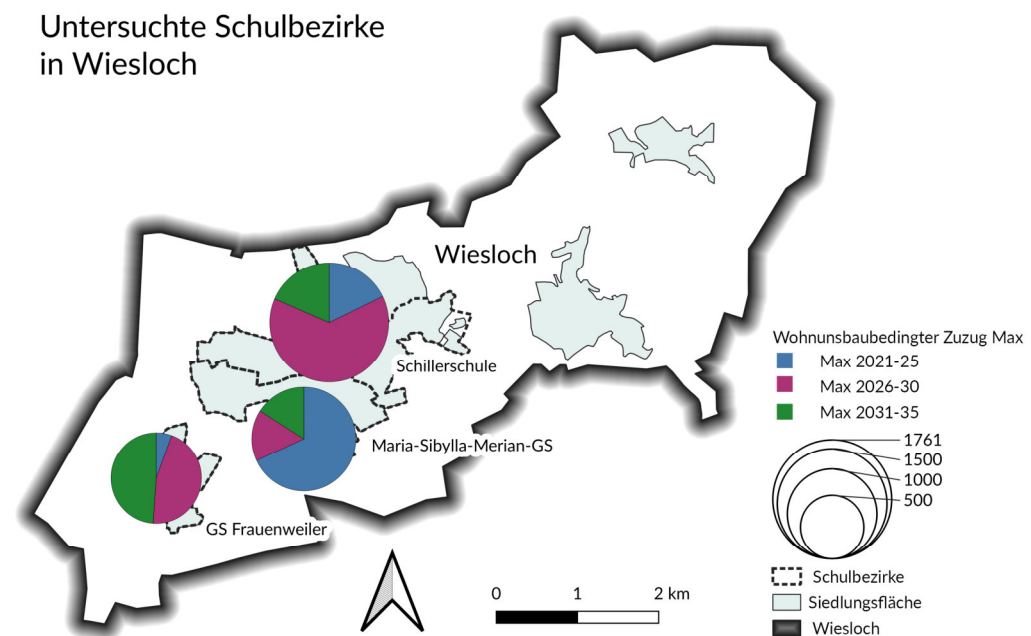 Untersuchte Schulbezirke
in Wiesloch
Wiesloch
Schillerschule
Maria-Sibylla-Merian-GS
GS Frauenweiler
Wohnunsbaubedingter Zuzug Max
Max 2021-25
Max 2026-30
Max 2031-35
1761
1500
1000
500
Schulbezirke
Siedlungsfläche
Wiesloch
0 1 2 km